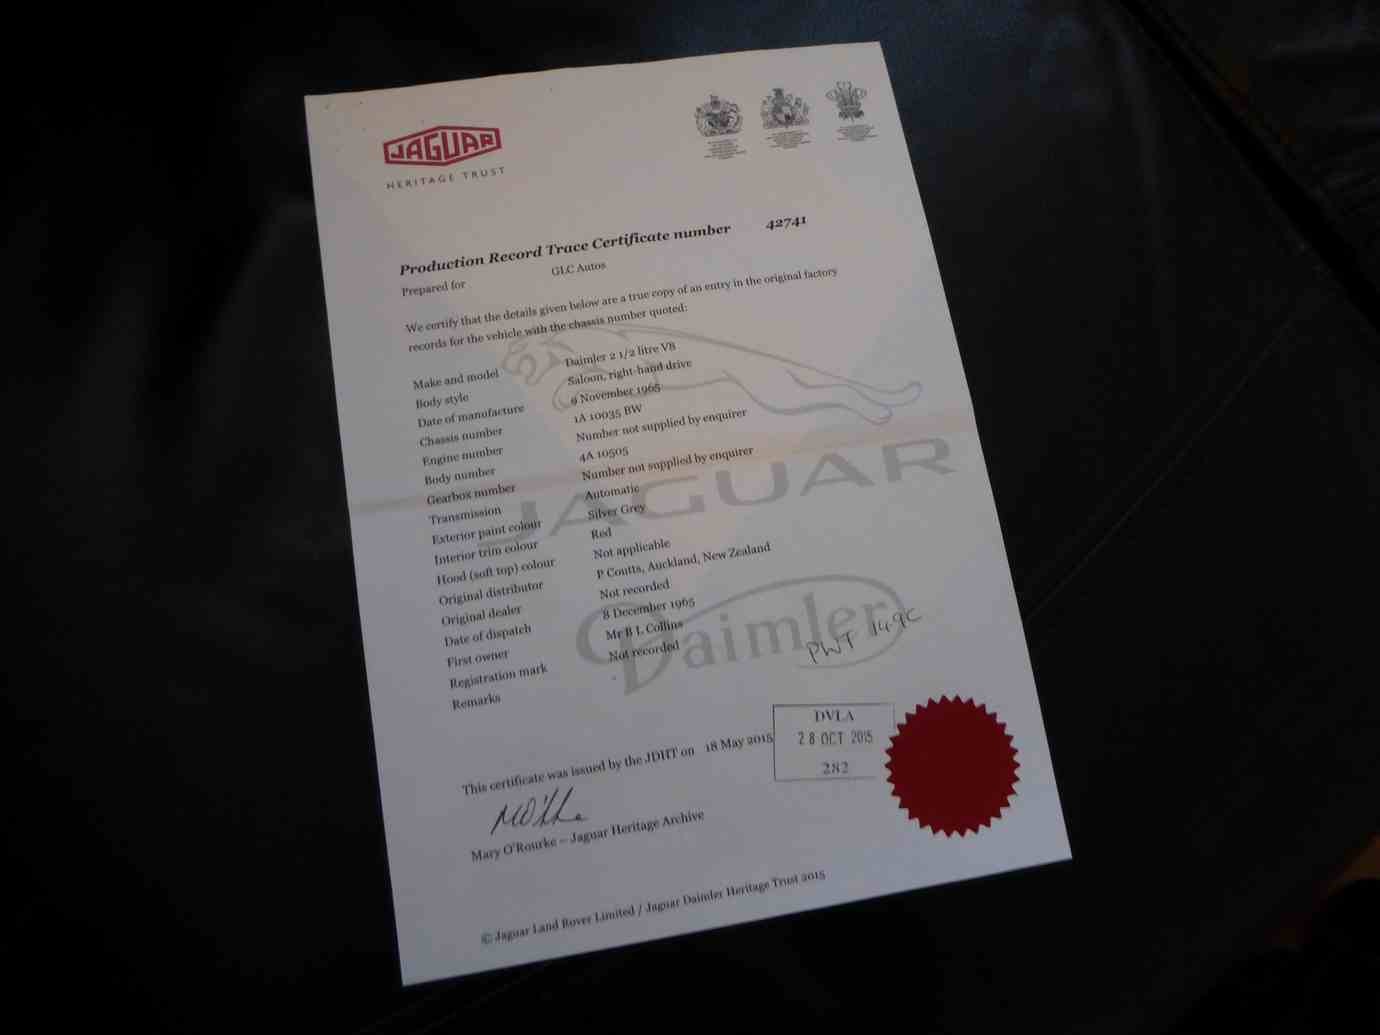 JAGUAR
HERITAGE TRUST
Production Record Trace Certificate number 42741
Prepared for GLC Autos
We certify that the details given below are a true copy of an entry in the original factory
records for the vehicle with the chassis number quoted:
Make and model Daimler 2 1/2 litre V8
Body style Saloon, right-hand drive
Date of manufacture 9 November 1965
Chassis number 1A 10035 BW
Engine number Number not supplied by enquirer
Body number 4A 10505
Gearbox number Number not supplied by enquirer
Transmission Automatic
Exterior paint colour Silver Grey
Interior trim colour Red
Hood (soft top) colour Not applicable
Original distributor P Coutts, Auckland, New Zealand
Original dealer Not recorded
Date of dispatch 8 December 1965
First owner Mr B L Collins
Registration mark Not recorded
Remarks
JAGUAR
Daimler
PWT 149C
This certificate was issued by the JDHT on 18 May 2015
DVLA
28 OCT 2015
282
Mary O'Rourke – Jaguar Heritage Archive
© Jaguar Land Rover Limited / Jaguar Daimler Heritage Trust 2015